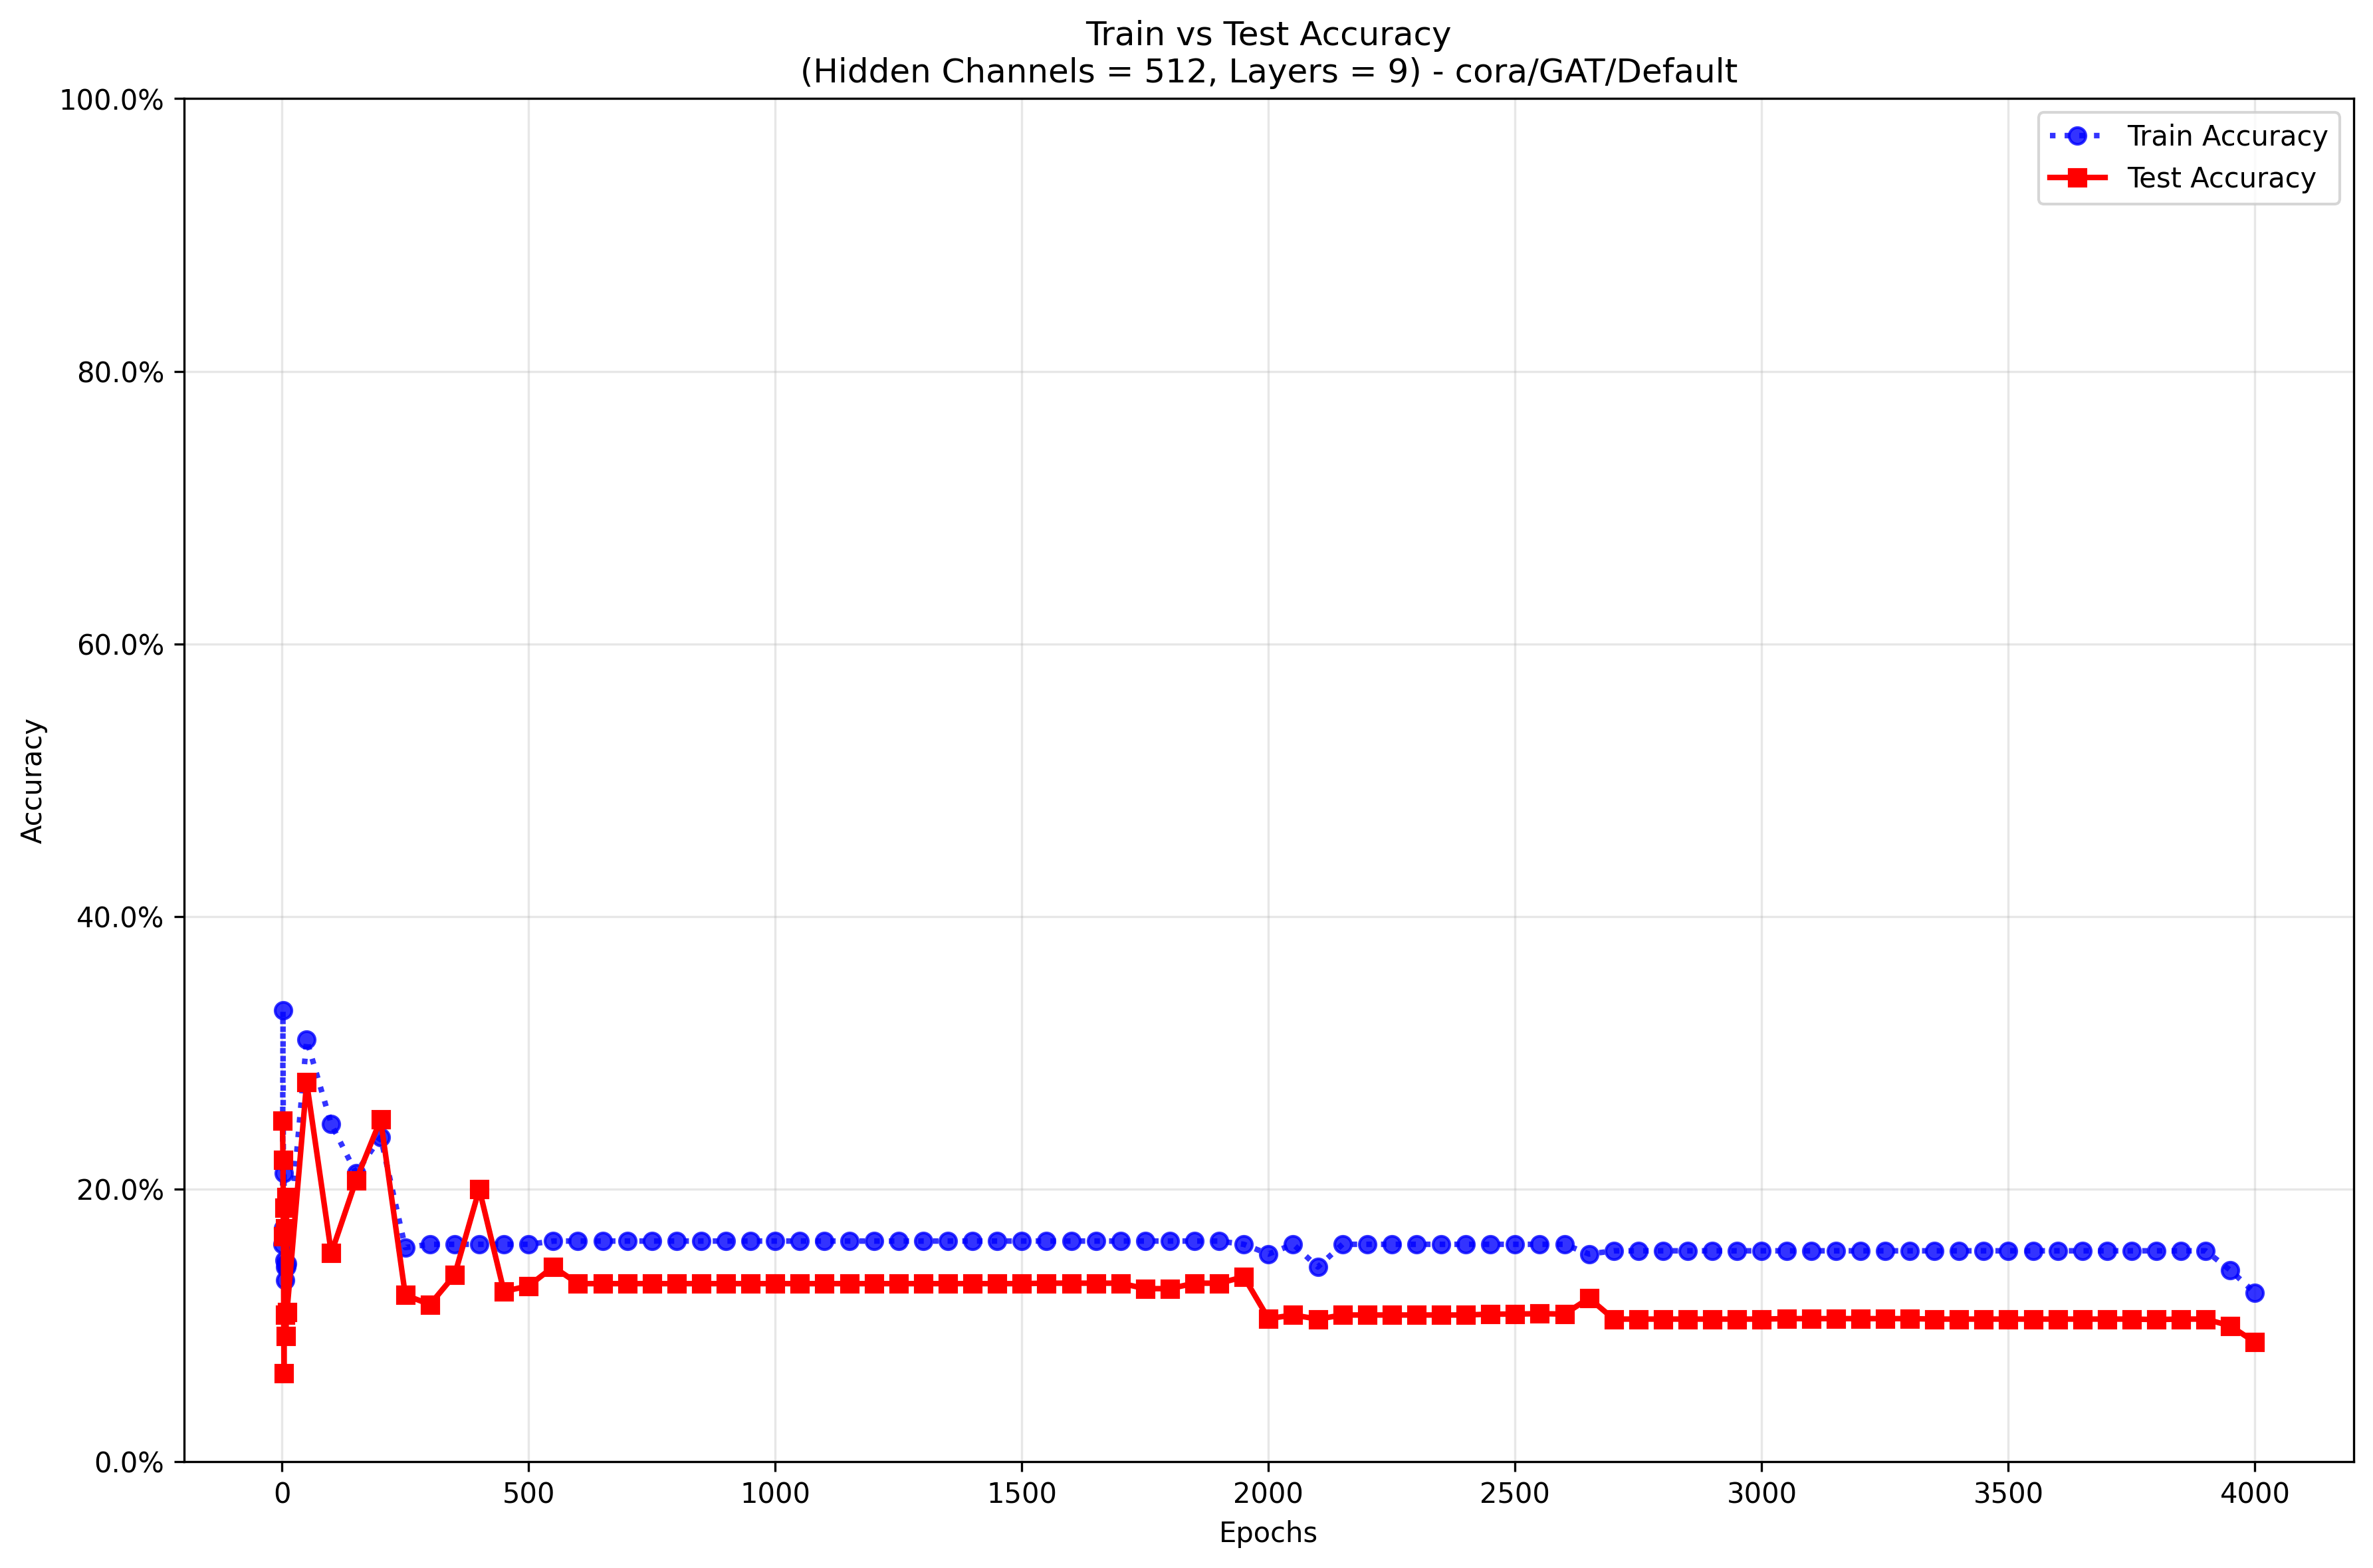 Train vs Test Accuracy
(Hidden Channels = 512, Layers = 9) - cora/GAT/Default
100.0%
80.0%
60.0%
40.0%
20.0%
0.0%
Accuracy
Train Accuracy
Test Accuracy
0 500 1000 1500 2000 2500 3000 3500 4000
Epochs